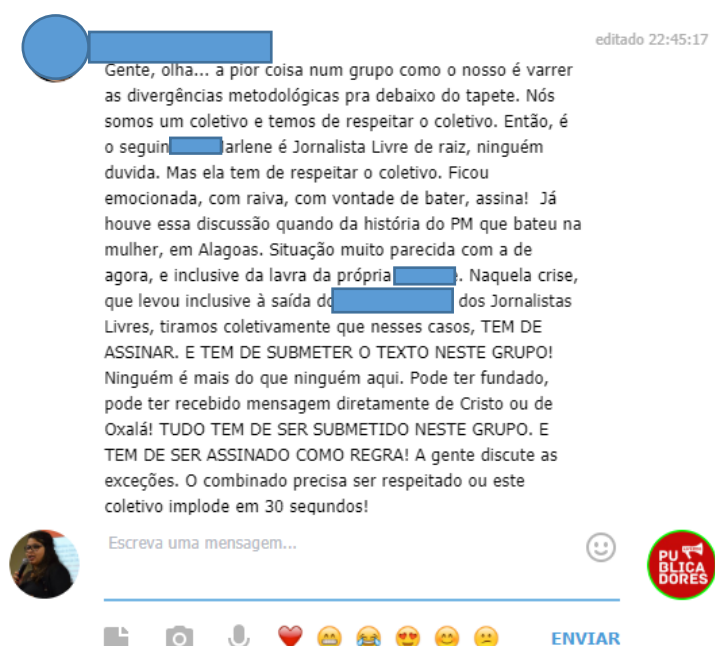 editado 22:45:17
Gente, olha... a pior coisa num grupo como o nosso é varrer
as divergências metodológicas pra debaixo do tapete. Nós
somos um coletivo e temos de respeitar o coletivo. Então, é
o seguin arlene é Jornalista Livre de raiz, ninguém
duvida. Mas ela tem de respeitar o coletivo. Ficou
emocionada, com raiva, com vontade de bater, assina! Já
houve essa discussão quando da história do PM que bateu na
mulher, em Alagoas. Situação muito parecida com a de
agora, e inclusive da lavra da própria . Naquela crise,
que levou inclusive à saída do dos Jornalistas
Livres, tiramos coletivamente que nesses casos, TEM DE
ASSINAR. E TEM DE SUBMETER O TEXTO NESTE GRUPO!
Ninguém é mais do que ninguém aqui. Pode ter fundado,
pode ter recebido mensagem diretamente de Cristo ou de
Oxalá! TUDO TEM DE SER SUBMETIDO NESTE GRUPO. E
TEM DE SER ASSINADO COMO REGRA! A gente discute as
exceções. O combinado precisa ser respeitado ou este
coletivo implode em 30 segundos!
Escreva uma mensagem...
PU
BLICA
DORES
ENVIAR